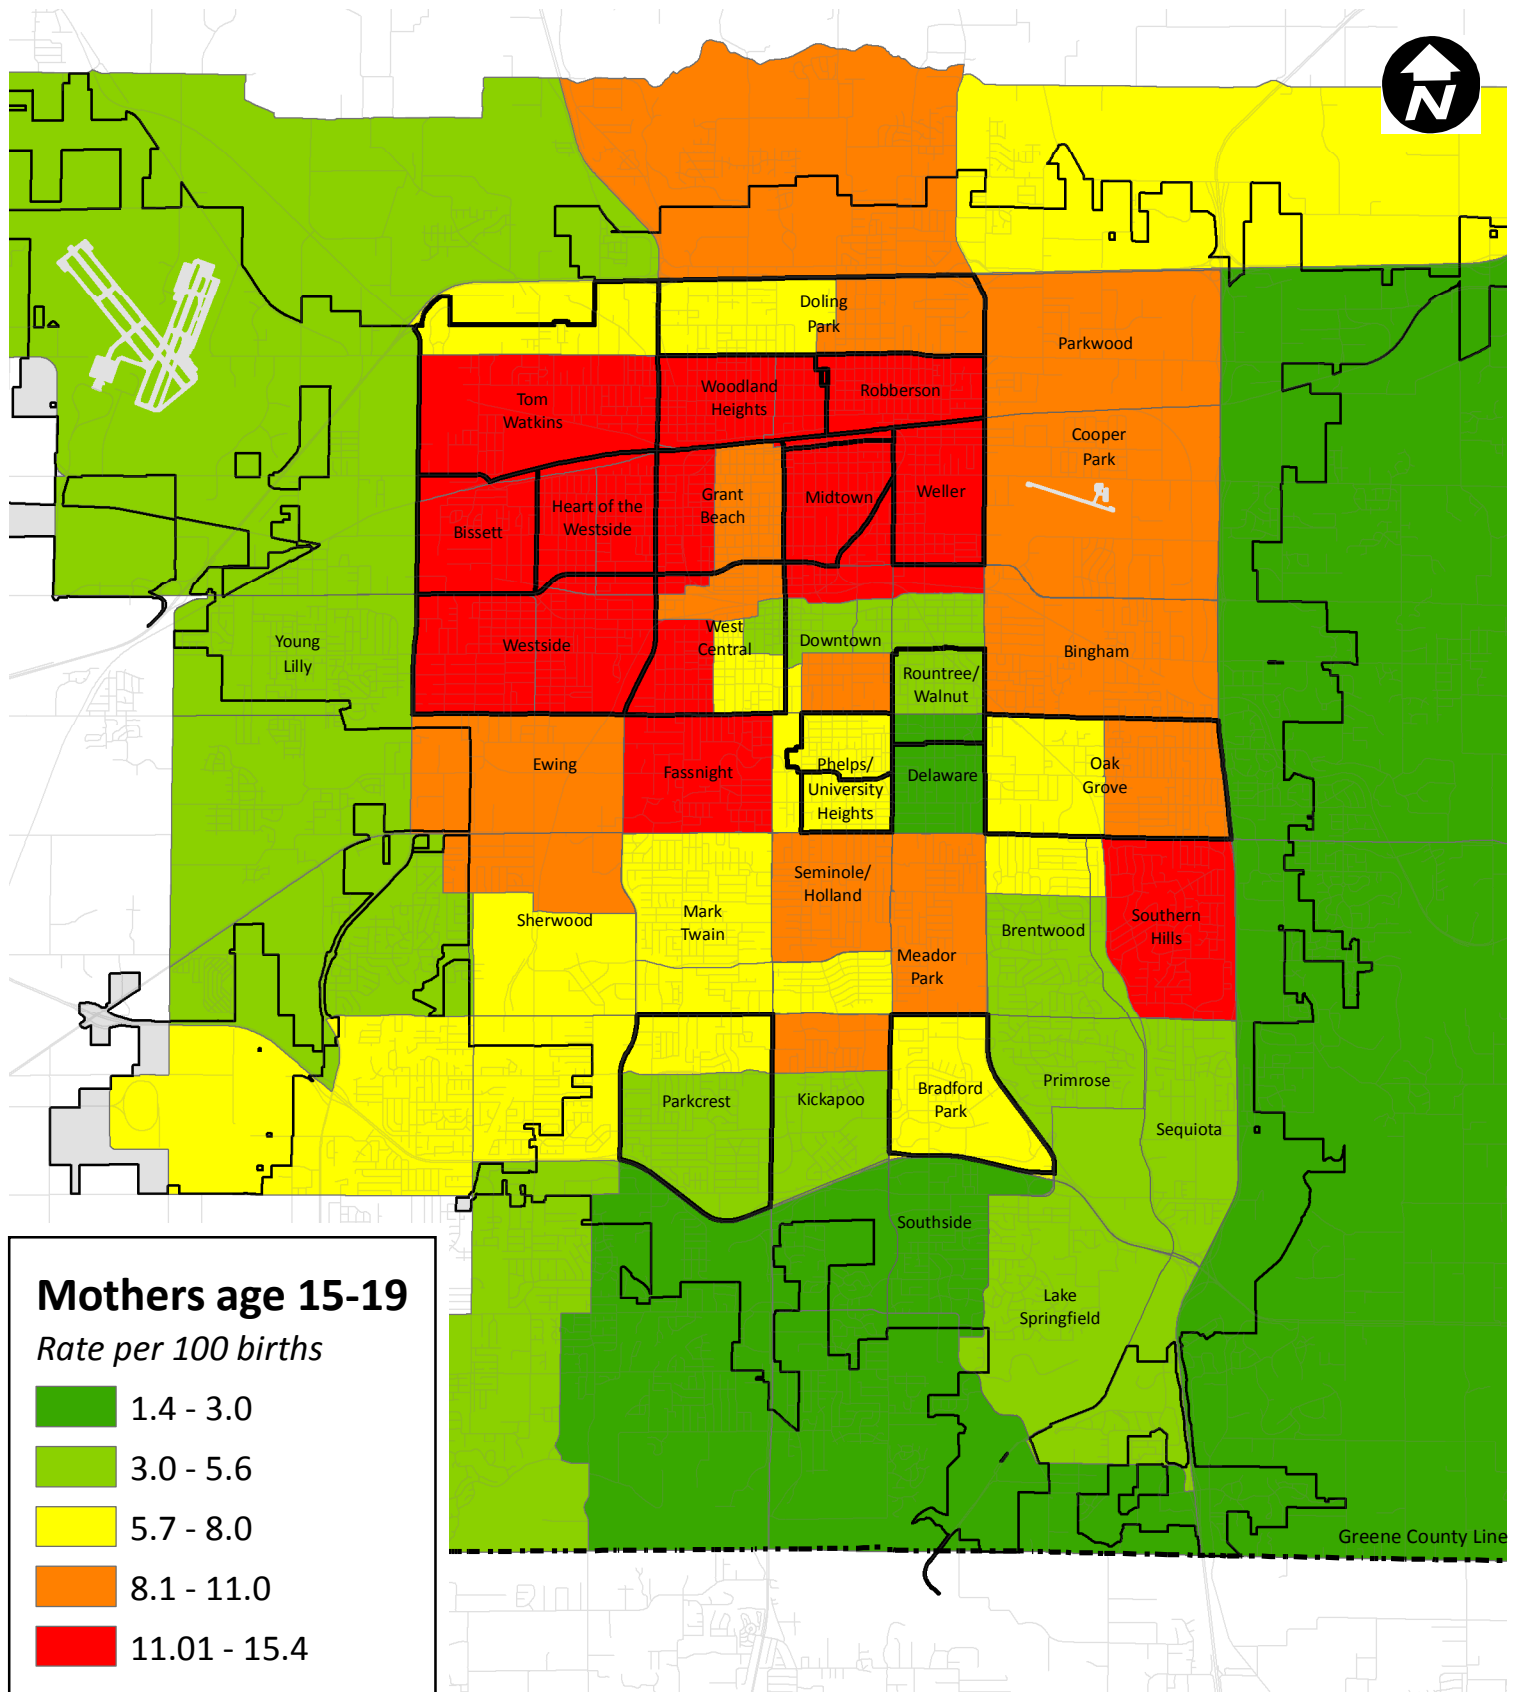 N
Doling
Park
Parkwood
Woodland
Heights
Robberson
Tom
Watkins
Cooper
Park
Grant
Beach
Midtown
Weller
Heart of the
Westside
Bissett
West
Central
Downtown
Young
Lilly
Westside
Bingham
Rountree/
Walnut
Ewing
Fassnight
Phelps/
University
Heights
Delaware
Oak
Grove
Seminole/
Holland
Sherwood
Mark
Twain
Brentwood
Southern
Hills
Meador
Park
Parkcrest
Kickapoo
Bradford
Park
Primrose
Sequiota
Southside
Lake
Springfield
Greene County Line
Mothers age 15-19
Rate per 100 births
1.4 - 3.0
3.0 - 5.6
5.7 - 8.0
8.1 - 11.0
11.01 - 15.4